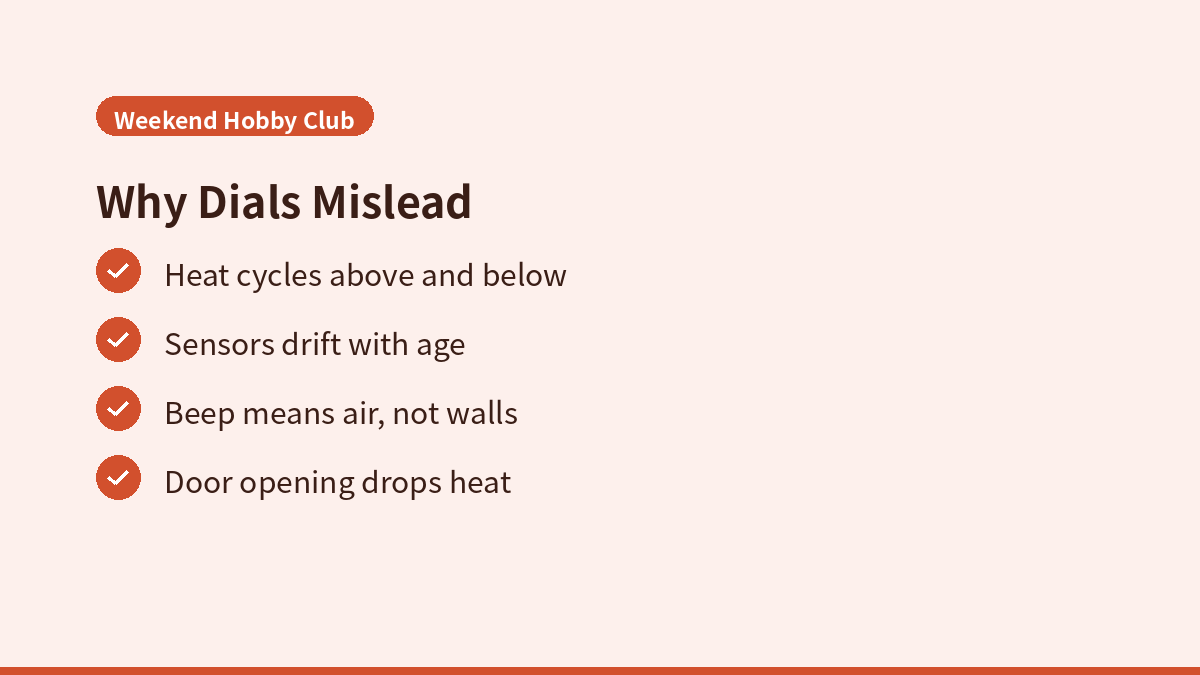 Weekend Hobby Club
Why Dials Mislead
Heat cycles above and below
Sensors drift with age
Beep means air, not walls
Door opening drops heat